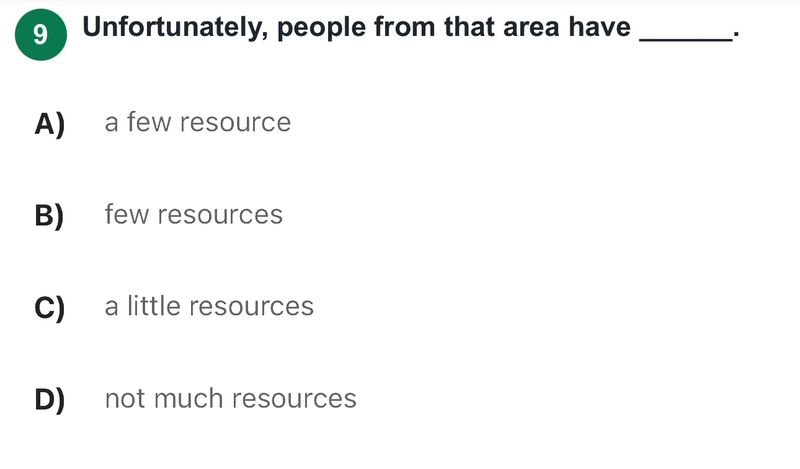 9 Unfortunately, people from that area have ______.
A) a few resource
B) few resources
C) a little resources
D) not much resources